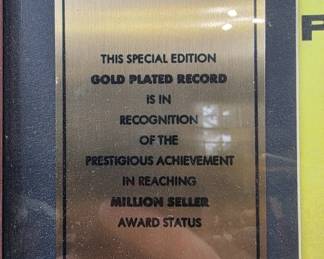 THIS SPECIAL EDITION
GOLD PLATED RECORD
IS IN
RECOGNITION
OF THE
PRESTIGIOUS ACHIEVEMENT
IN REACHING
MILLION SELLER
AWARD STATUS
F